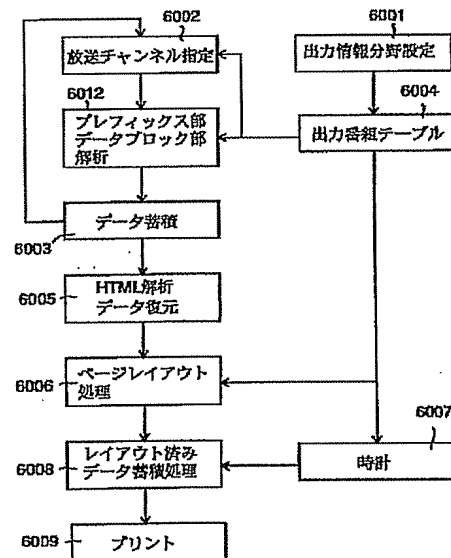 6002
放送チャンネル指定
6001
出力情報分野設定
6012
プレフィックス部
データブロック部
解析
6004
出力番組テーブル
データ蓄積
6003
HTML解析
データ復元
6005
ページレイアウト
処理
6006
6007
時計
レイアウト済み
データ蓄積処理
6008
プリント
6009